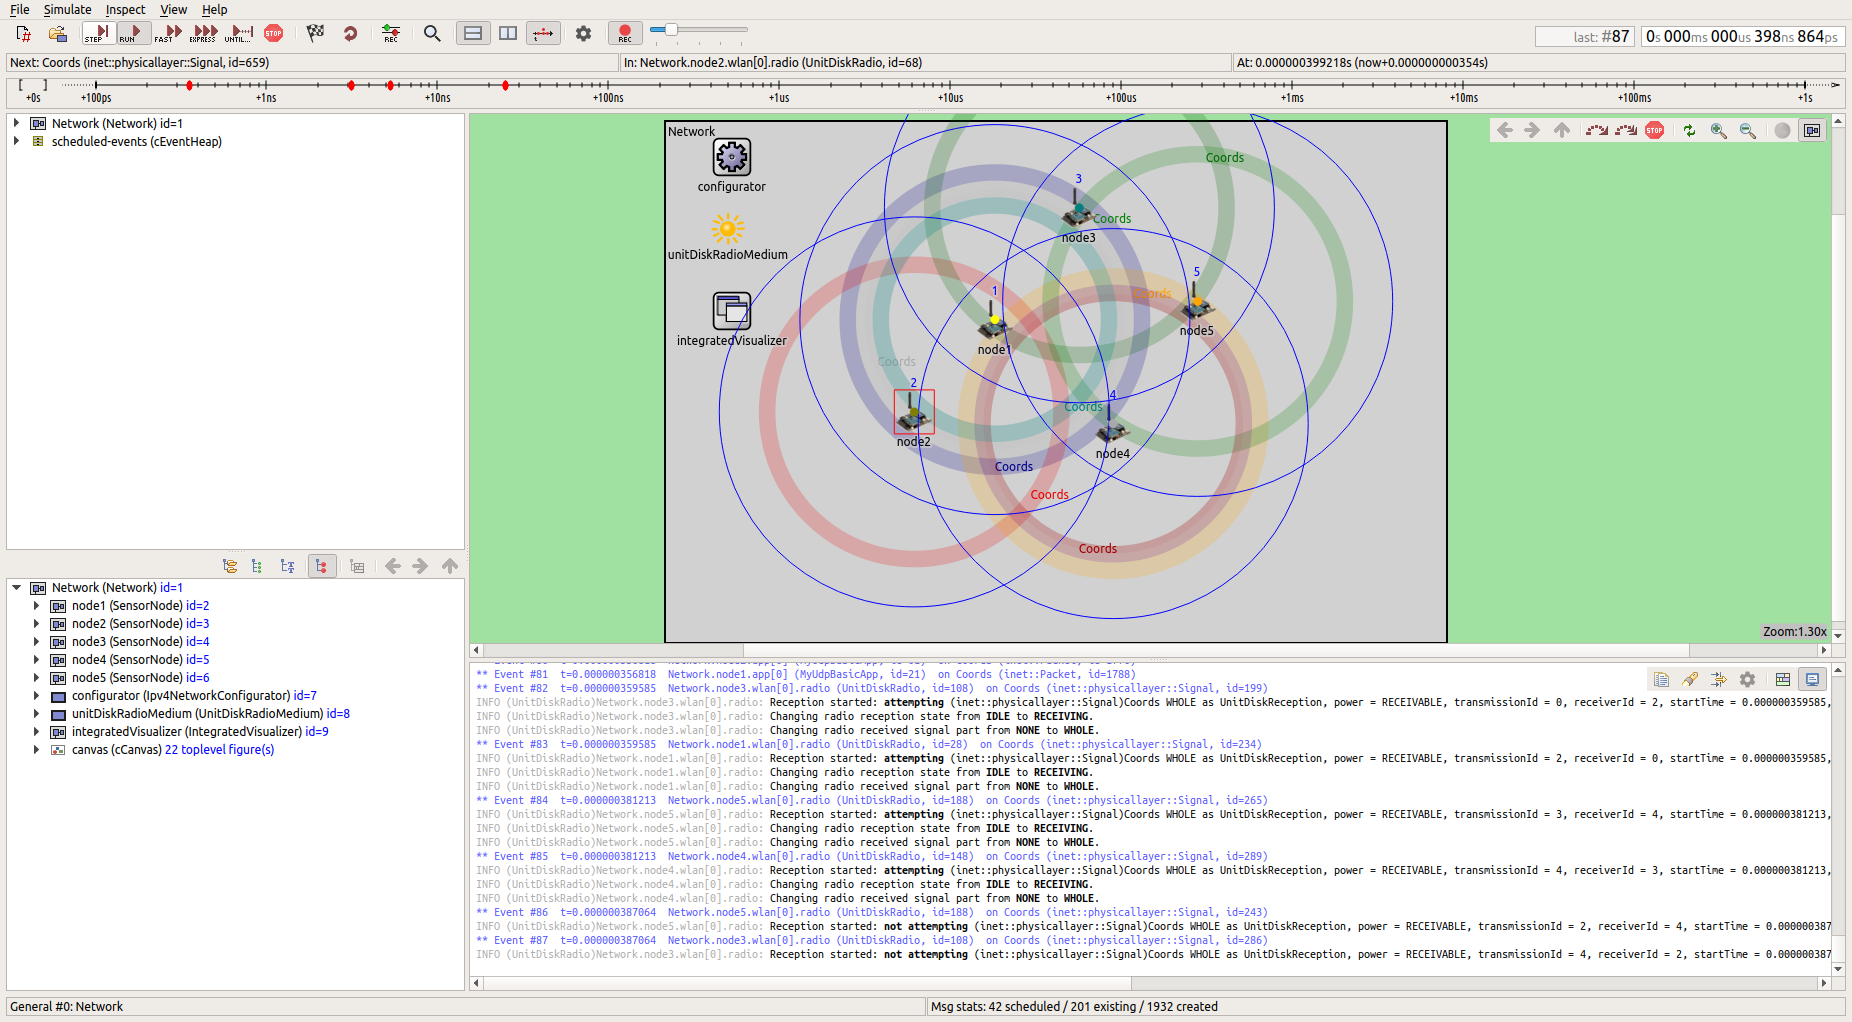 File Simulate Inspect View Help
STEP RUN FAST EXPRESS UNTIL... STOP REC REC
last: #87 0s 000ms 000us 398ns 864ps
Next: Coords (inet::physicallayer::Signal, id=659) In: Network.node2.wlan[0].radio (UnitDiskRadio, id=68) At: 0.000000399218s (now+0.000000000354s)
[ ]
+0s +100ps +1ns +10ns +100ns +1us +10us +100us +1ms +10ms +100ms +1s
Network (Network) id=1
scheduled-events (cEventHeap)
Network
configurator
unitDiskRadioMedium
integratedVisualizer
STOP
Coords
3
Coords
node3
5
Coords
node5
1
node1
Coords
2
node2
Coords
4
node4
Coords
Coords
Coords
Zoom:1.30x
Network (Network) id=1
node1 (SensorNode) id=2
node2 (SensorNode) id=3
node3 (SensorNode) id=4
node4 (SensorNode) id=5
node5 (SensorNode) id=6
configurator (Ipv4NetworkConfigurator) id=7
unitDiskRadioMedium (UnitDiskRadioMedium) id=8
integratedVisualizer (IntegratedVisualizer) id=9
canvas (cCanvas) 22 toplevel figure(s)
** Event #81 t=0.000000356818 Network.node1.app[0] (MyUdpBasicApp, id=21) on Coords (inet::Packet, id=1788)
** Event #82 t=0.000000359585 Network.node3.wlan[0].radio (UnitDiskRadio, id=108) on Coords (inet::physicallayer::Signal, id=199)
INFO (UnitDiskRadio)Network.node3.wlan[0].radio: Reception started: attempting (inet::physicallayer::Signal)Coords WHOLE as UnitDiskReception, power = RECEIVABLE, transmissionId = 0, receiverId = 2, startTime = 0.000000359585,
INFO (UnitDiskRadio)Network.node3.wlan[0].radio: Changing radio reception state from IDLE to RECEIVING.
INFO (UnitDiskRadio)Network.node3.wlan[0].radio: Changing radio received signal part from NONE to WHOLE.
** Event #83 t=0.000000359585 Network.node1.wlan[0].radio (UnitDiskRadio, id=28) on Coords (inet::physicallayer::Signal, id=234)
INFO (UnitDiskRadio)Network.node1.wlan[0].radio: Reception started: attempting (inet::physicallayer::Signal)Coords WHOLE as UnitDiskReception, power = RECEIVABLE, transmissionId = 2, receiverId = 0, startTime = 0.000000359585,
INFO (UnitDiskRadio)Network.node1.wlan[0].radio: Changing radio reception state from IDLE to RECEIVING.
INFO (UnitDiskRadio)Network.node1.wlan[0].radio: Changing radio received signal part from NONE to WHOLE.
** Event #84 t=0.000000381213 Network.node5.wlan[0].radio (UnitDiskRadio, id=188) on Coords (inet::physicallayer::Signal, id=265)
INFO (UnitDiskRadio)Network.node5.wlan[0].radio: Reception started: attempting (inet::physicallayer::Signal)Coords WHOLE as UnitDiskReception, power = RECEIVABLE, transmissionId = 3, receiverId = 4, startTime = 0.000000381213,
INFO (UnitDiskRadio)Network.node5.wlan[0].radio: Changing radio reception state from IDLE to RECEIVING.
INFO (UnitDiskRadio)Network.node5.wlan[0].radio: Changing radio received signal part from NONE to WHOLE.
** Event #85 t=0.000000381213 Network.node4.wlan[0].radio (UnitDiskRadio, id=148) on Coords (inet::physicallayer::Signal, id=289)
INFO (UnitDiskRadio)Network.node4.wlan[0].radio: Reception started: attempting (inet::physicallayer::Signal)Coords WHOLE as UnitDiskReception, power = RECEIVABLE, transmissionId = 4, receiverId = 3, startTime = 0.000000381213,
INFO (UnitDiskRadio)Network.node4.wlan[0].radio: Changing radio reception state from IDLE to RECEIVING.
INFO (UnitDiskRadio)Network.node4.wlan[0].radio: Changing radio received signal part from NONE to WHOLE.
** Event #86 t=0.000000387064 Network.node5.wlan[0].radio (UnitDiskRadio, id=188) on Coords (inet::physicallayer::Signal, id=243)
INFO (UnitDiskRadio)Network.node5.wlan[0].radio: Reception started: not attempting (inet::physicallayer::Signal)Coords WHOLE as UnitDiskReception, power = RECEIVABLE, transmissionId = 2, receiverId = 4, startTime = 0.000000387
** Event #87 t=0.000000387064 Network.node3.wlan[0].radio (UnitDiskRadio, id=108) on Coords (inet::physicallayer::Signal, id=286)
INFO (UnitDiskRadio)Network.node3.wlan[0].radio: Reception started: not attempting (inet::physicallayer::Signal)Coords WHOLE as UnitDiskReception, power = RECEIVABLE, transmissionId = 4, receiverId = 2, startTime = 0.000000387
General #0: Network Msg stats: 42 scheduled / 201 existing / 1932 created